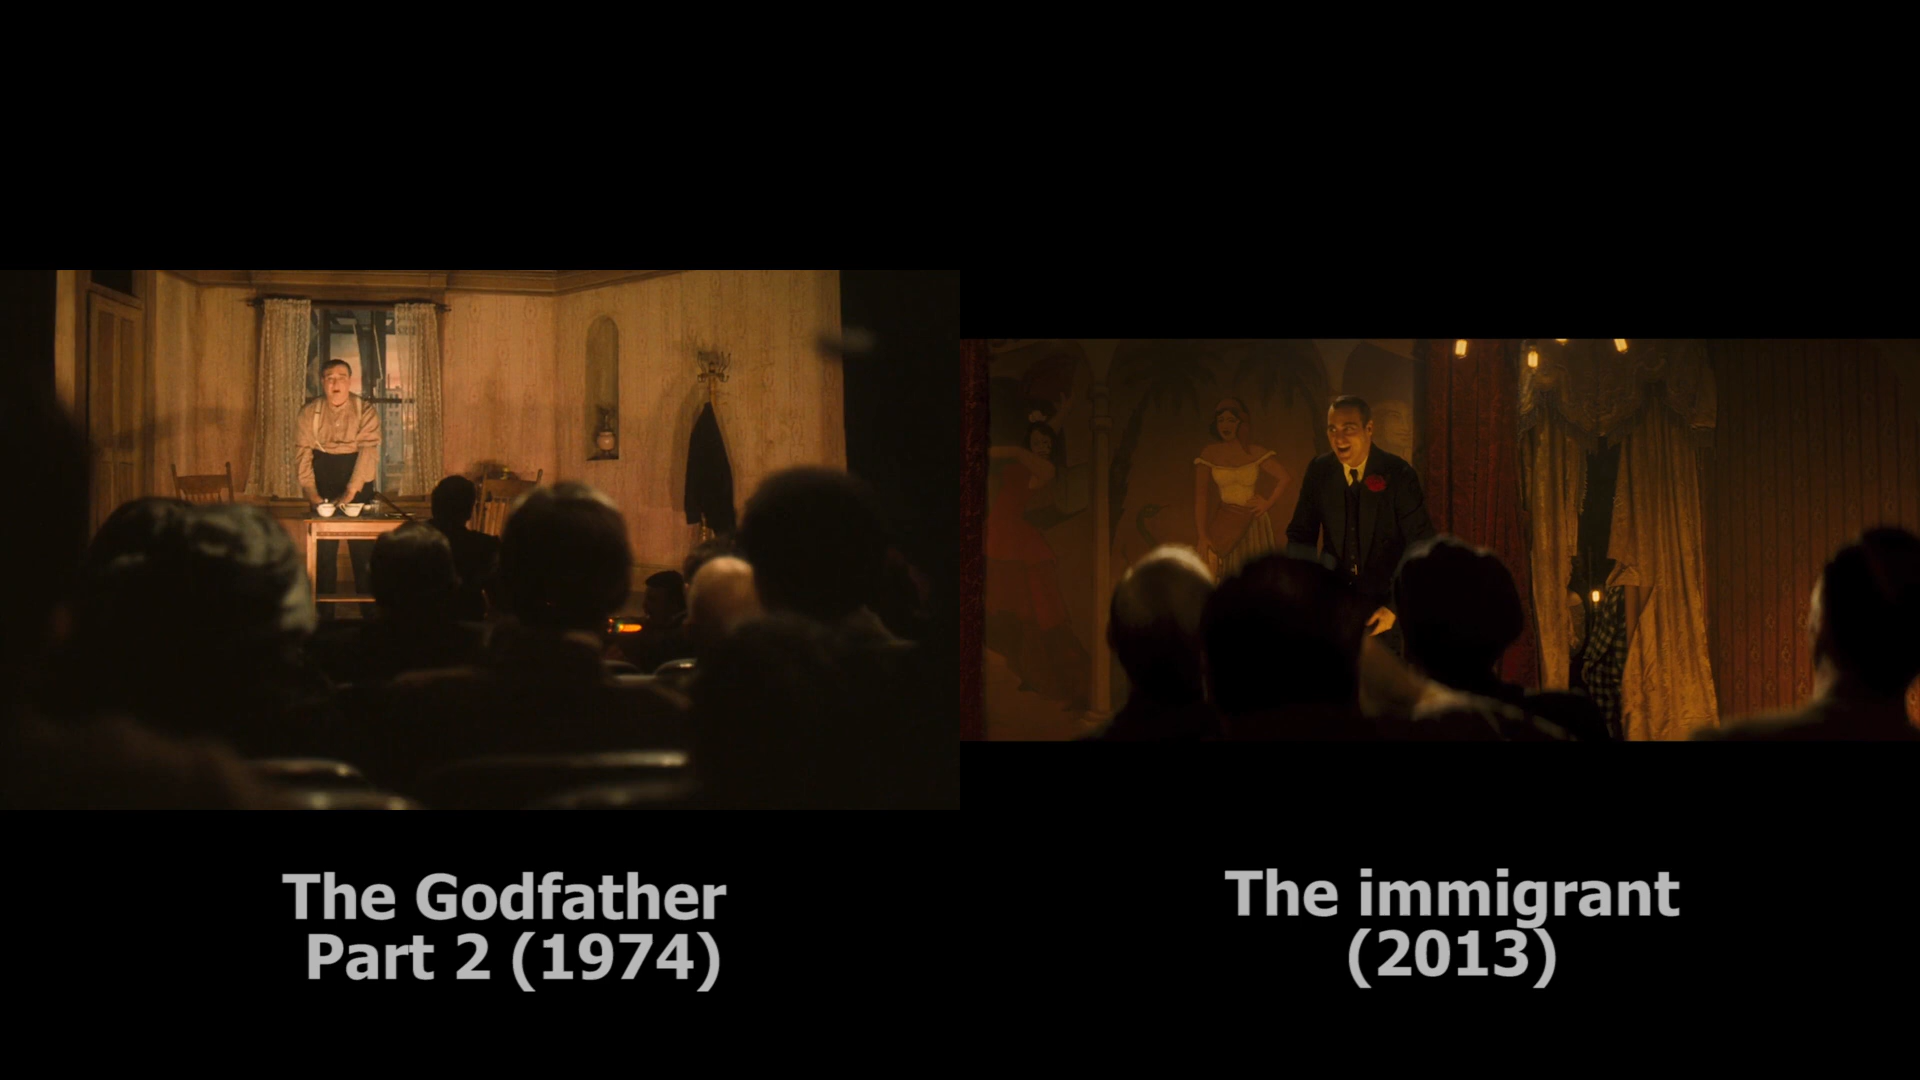 The Godfather
Part 2 (1974)
The immigrant
(2013)